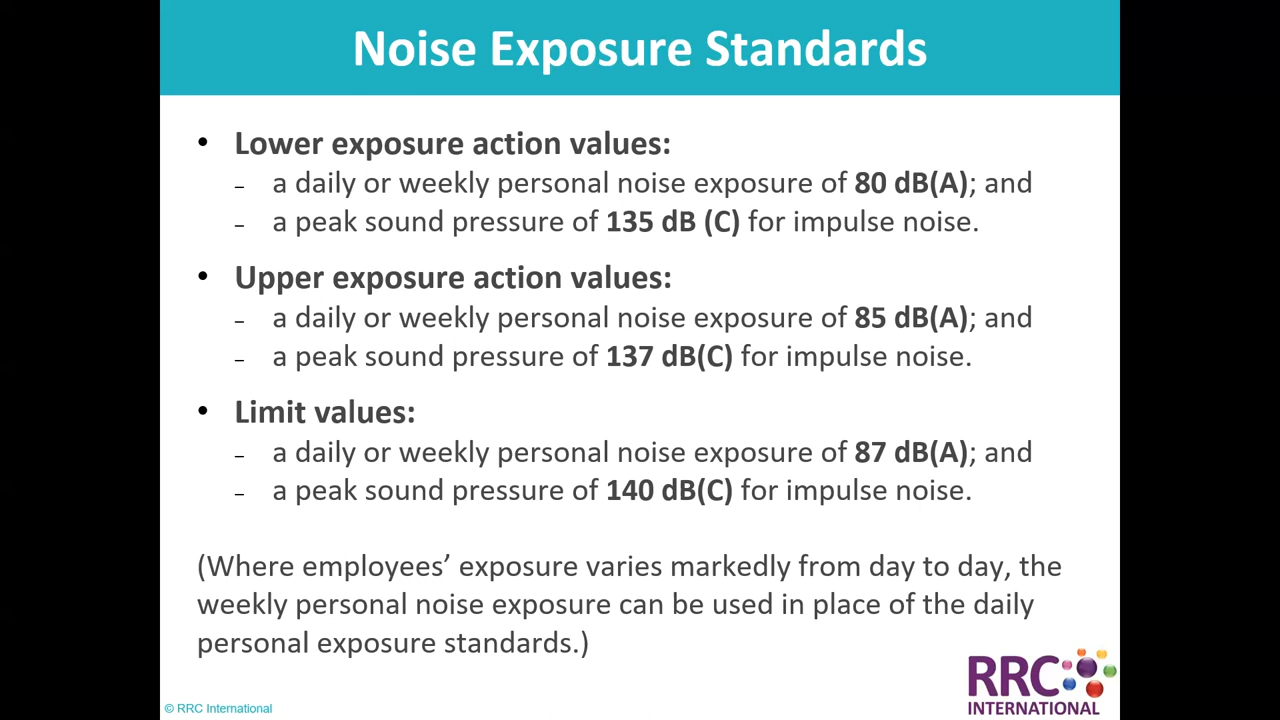 Noise Exposure Standards
• Lower exposure action values:
– a daily or weekly personal noise exposure of 80 dB(A); and
– a peak sound pressure of 135 dB (C) for impulse noise.
• Upper exposure action values:
– a daily or weekly personal noise exposure of 85 dB(A); and
– a peak sound pressure of 137 dB(C) for impulse noise.
• Limit values:
– a daily or weekly personal noise exposure of 87 dB(A); and
– a peak sound pressure of 140 dB(C) for impulse noise.
(Where employees’ exposure varies markedly from day to day, the
weekly personal noise exposure can be used in place of the daily
personal exposure standards.)
RRC
INTERNATIONAL
© RRC International